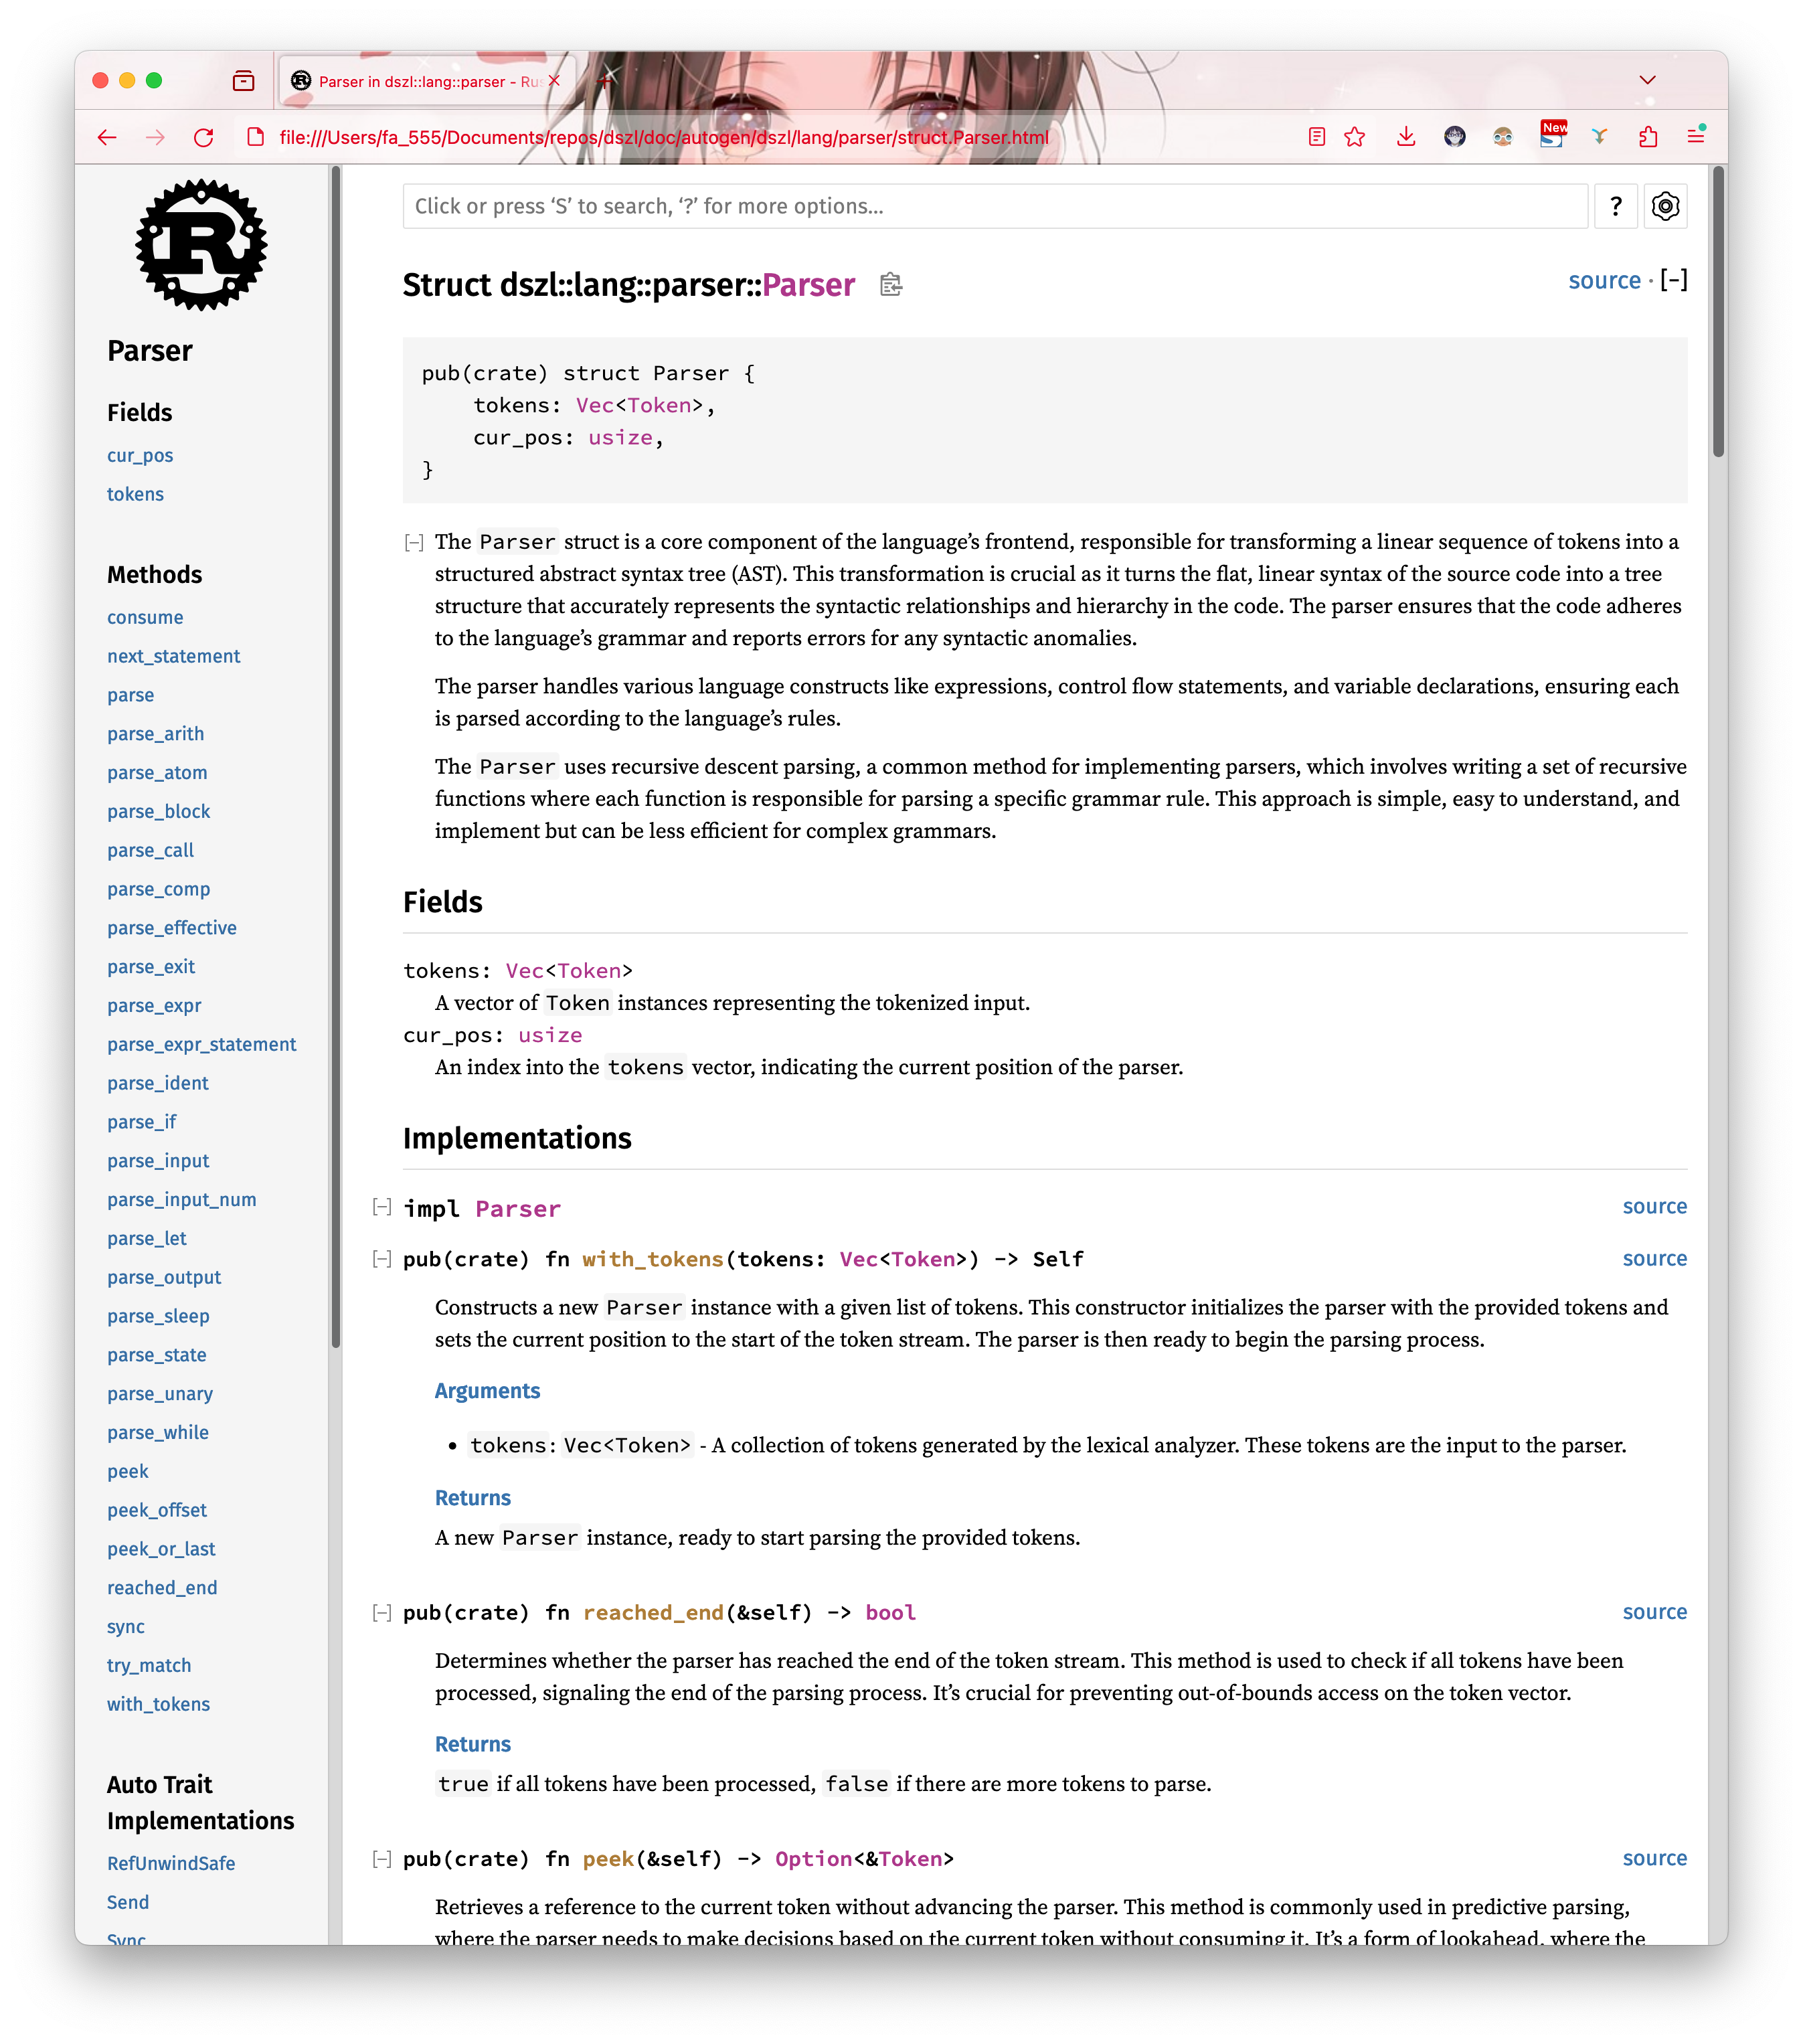 Parser in dszl::lang::parser - Rus
file:///Users/fa_555/Documents/repos/dszl/doc/autogen/dszl/lang/parser/struct.Parser.html
New
R
Parser
Fields
cur_pos
tokens
Methods
consume
next_statement
parse
parse_arith
parse_atom
parse_block
parse_call
parse_comp
parse_effective
parse_exit
parse_expr
parse_expr_statement
parse_ident
parse_if
parse_input
parse_input_num
parse_let
parse_output
parse_sleep
parse_state
parse_unary
parse_while
peek
peek_offset
peek_or_last
reached_end
sync
try_match
with_tokens
Auto Trait
Implementations
RefUnwindSafe
Send
Sync
Click or press ‘S’ to search, ‘?’ for more options…
?
Struct dszl::lang::parser::Parser
source · [−]
pub(crate) struct Parser {
    tokens: Vec<Token>,
    cur_pos: usize,
}
[−] The Parser struct is a core component of the language’s frontend, responsible for transforming a linear sequence of tokens into a
structured abstract syntax tree (AST). This transformation is crucial as it turns the flat, linear syntax of the source code into a tree
structure that accurately represents the syntactic relationships and hierarchy in the code. The parser ensures that the code adheres
to the language’s grammar and reports errors for any syntactic anomalies.
The parser handles various language constructs like expressions, control flow statements, and variable declarations, ensuring each
is parsed according to the language’s rules.
The Parser uses recursive descent parsing, a common method for implementing parsers, which involves writing a set of recursive
functions where each function is responsible for parsing a specific grammar rule. This approach is simple, easy to understand, and
implement but can be less efficient for complex grammars.
Fields
tokens: Vec<Token>
A vector of Token instances representing the tokenized input.
cur_pos: usize
An index into the tokens vector, indicating the current position of the parser.
Implementations
[−] impl Parser source
[−] pub(crate) fn with_tokens(tokens: Vec<Token>) -> Self source
Constructs a new Parser instance with a given list of tokens. This constructor initializes the parser with the provided tokens and
sets the current position to the start of the token stream. The parser is then ready to begin the parsing process.
Arguments
• tokens: Vec<Token> - A collection of tokens generated by the lexical analyzer. These tokens are the input to the parser.
Returns
A new Parser instance, ready to start parsing the provided tokens.
[−] pub(crate) fn reached_end(&self) -> bool source
Determines whether the parser has reached the end of the token stream. This method is used to check if all tokens have been
processed, signaling the end of the parsing process. It’s crucial for preventing out-of-bounds access on the token vector.
Returns
true if all tokens have been processed, false if there are more tokens to parse.
[−] pub(crate) fn peek(&self) -> Option<&Token> source
Retrieves a reference to the current token without advancing the parser. This method is commonly used in predictive parsing,
where the parser needs to make decisions based on the current token without consuming it. It’s a form of lookahead, where the